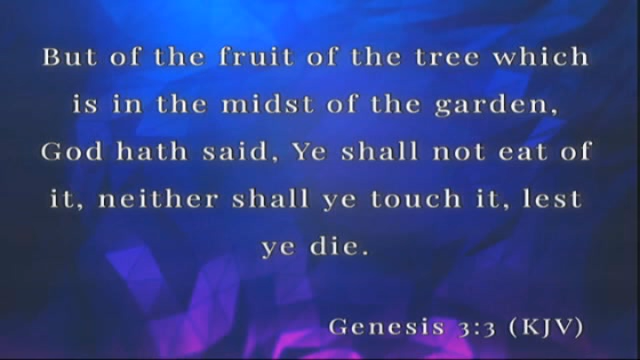 But of the fruit of the tree which
is in the midst of the garden,
God hath said, Ye shall not eat of
it, neither shall ye touch it, lest
ye die.
Genesis 3:3 (KJV)